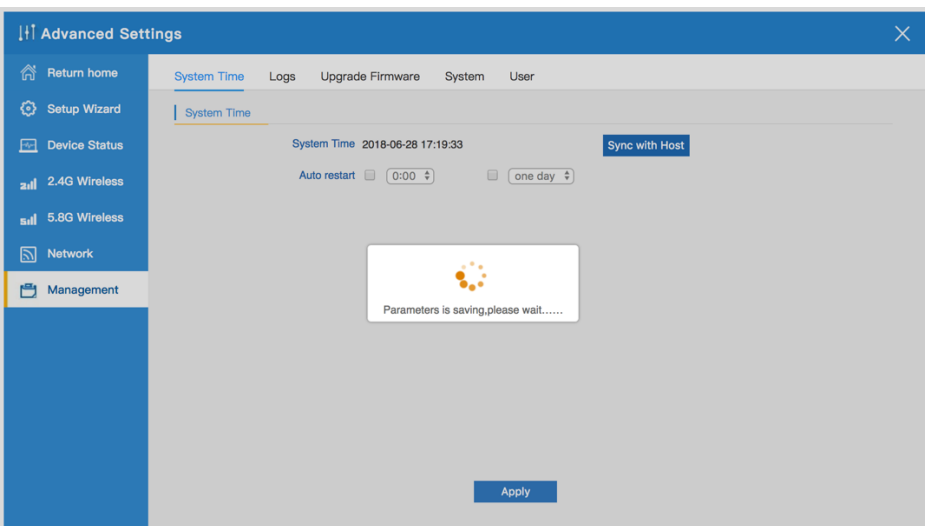 Advanced Settings
Return home
Setup Wizard
Device Status
2.4G Wireless
5.8G Wireless
Network
Management
System Time Logs Upgrade Firmware System User
System Time
System Time 2018-06-28 17:19:33 Sync with Host
Auto restart 0:00 one day
Parameters is saving,please wait......
Apply